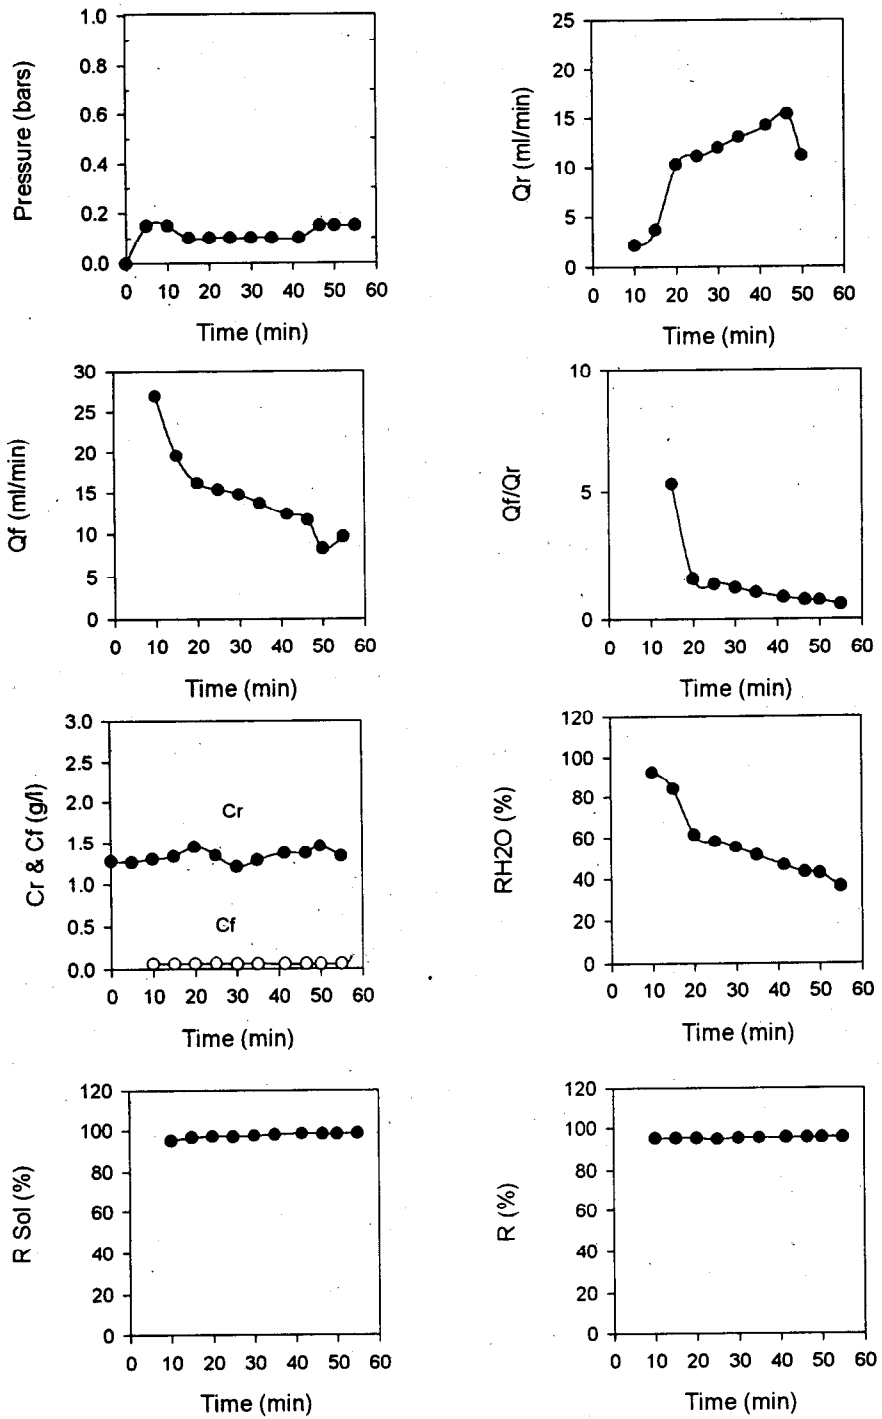 Pressure (bars)
1.0
0.8
0.6
0.4
0.2
0.0
0 10 20 30 40 50 60
Time (min)
Qr (ml/min)
25
20
15
10
5
0
0 10 20 30 40 50 60
Time (min)
Qf (ml/min)
30
25
20
15
10
5
0
0 10 20 30 40 50 60
Time (min)
Qf/Qr
10
5
0
0 10 20 30 40 50 60
Time (min)
Cr & Cf (g/l)
3.0
2.5
2.0
1.5
1.0
0.5
0.0
Cr
Cf
0 10 20 30 40 50 60
Time (min)
RH2O (%)
120
100
80
60
40
20
0
0 10 20 30 40 50 60
Time (min)
R Sol (%)
120
100
80
60
40
20
0
0 10 20 30 40 50 60
Time (min)
R (%)
120
100
80
60
40
20
0
0 10 20 30 40 50 60
Time (min)